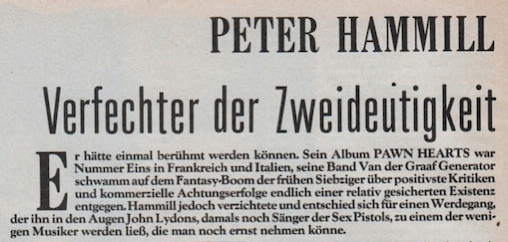 PETER HAMMILL
Verfechter der Zweideutigkeit
Er hätte einmal berühmt werden können. Sein Album PAWN HEARTS war
Nummer Eins in Frankreich und Italien, seine Band Van der Graaf Generator
schwamm auf dem Fantasy-Boom der frühen Siebziger über positivste Kritiken
und kommerzielle Achtungserfolge endlich einer relativ gesicherten Existenz
entgegen. Hammill jedoch verzichtete und entschied sich für einen Werdegang,
der ihn in den Augen John Lydons, damals noch Sänger der Sex Pistols, zu einem der weni-
gen Musiker werden ließ, die man noch ernst nehmen könne.